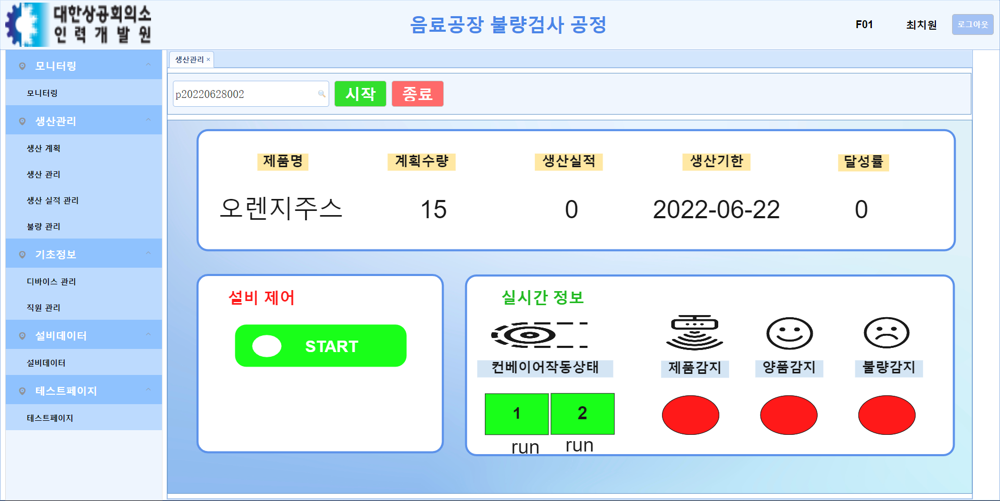 대한상공회의소
인력개발원
음료공장 불량검사 공정
F01
최치원
로그아웃
모니터링
모니터링
생산관리
생산 계획
생산 관리
생산 실적 관리
불량 관리
기초정보
디바이스 관리
직원 관리
설비데이터
설비데이터
테스트페이지
테스트페이지
생산관리 ×
p20220628002
시작
종료
제품명 계획수량 생산실적 생산기한 달성률
오렌지주스 15 0 2022-06-22 0
설비 제어
START
실시간 정보
컨베이어작동상태 제품감지 양품감지 불량감지
1 2
run run